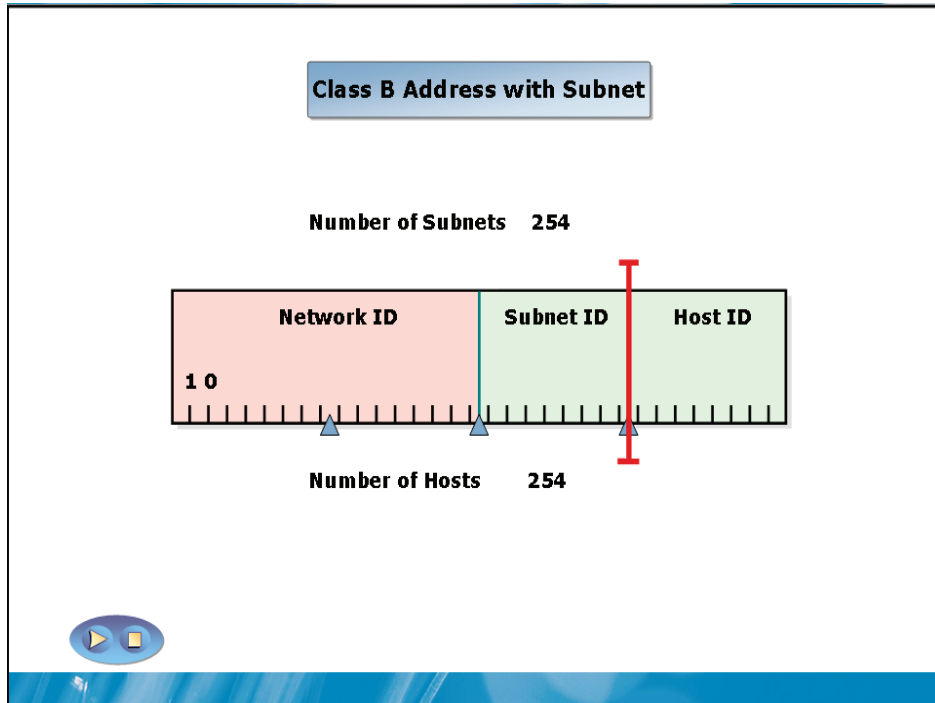 Class B Address with Subnet
Number of Subnets 254
Network ID Subnet ID Host ID
1 0
Number of Hosts 254